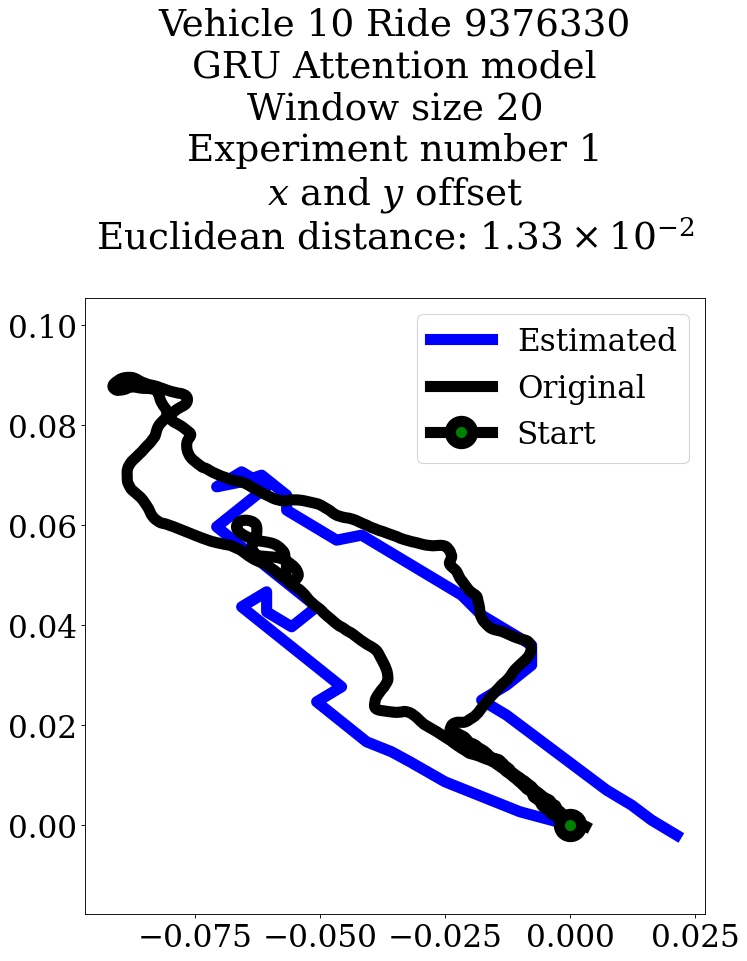 Vehicle 10 Ride 9376330
GRU Attention model
Window size 20
Experiment number 1
x and y offset
Euclidean distance: 1.33 × 10⁻²
Estimated
Original
Start
0.10
0.08
0.06
0.04
0.02
0.00
−0.075 −0.050 −0.025 0.000 0.025